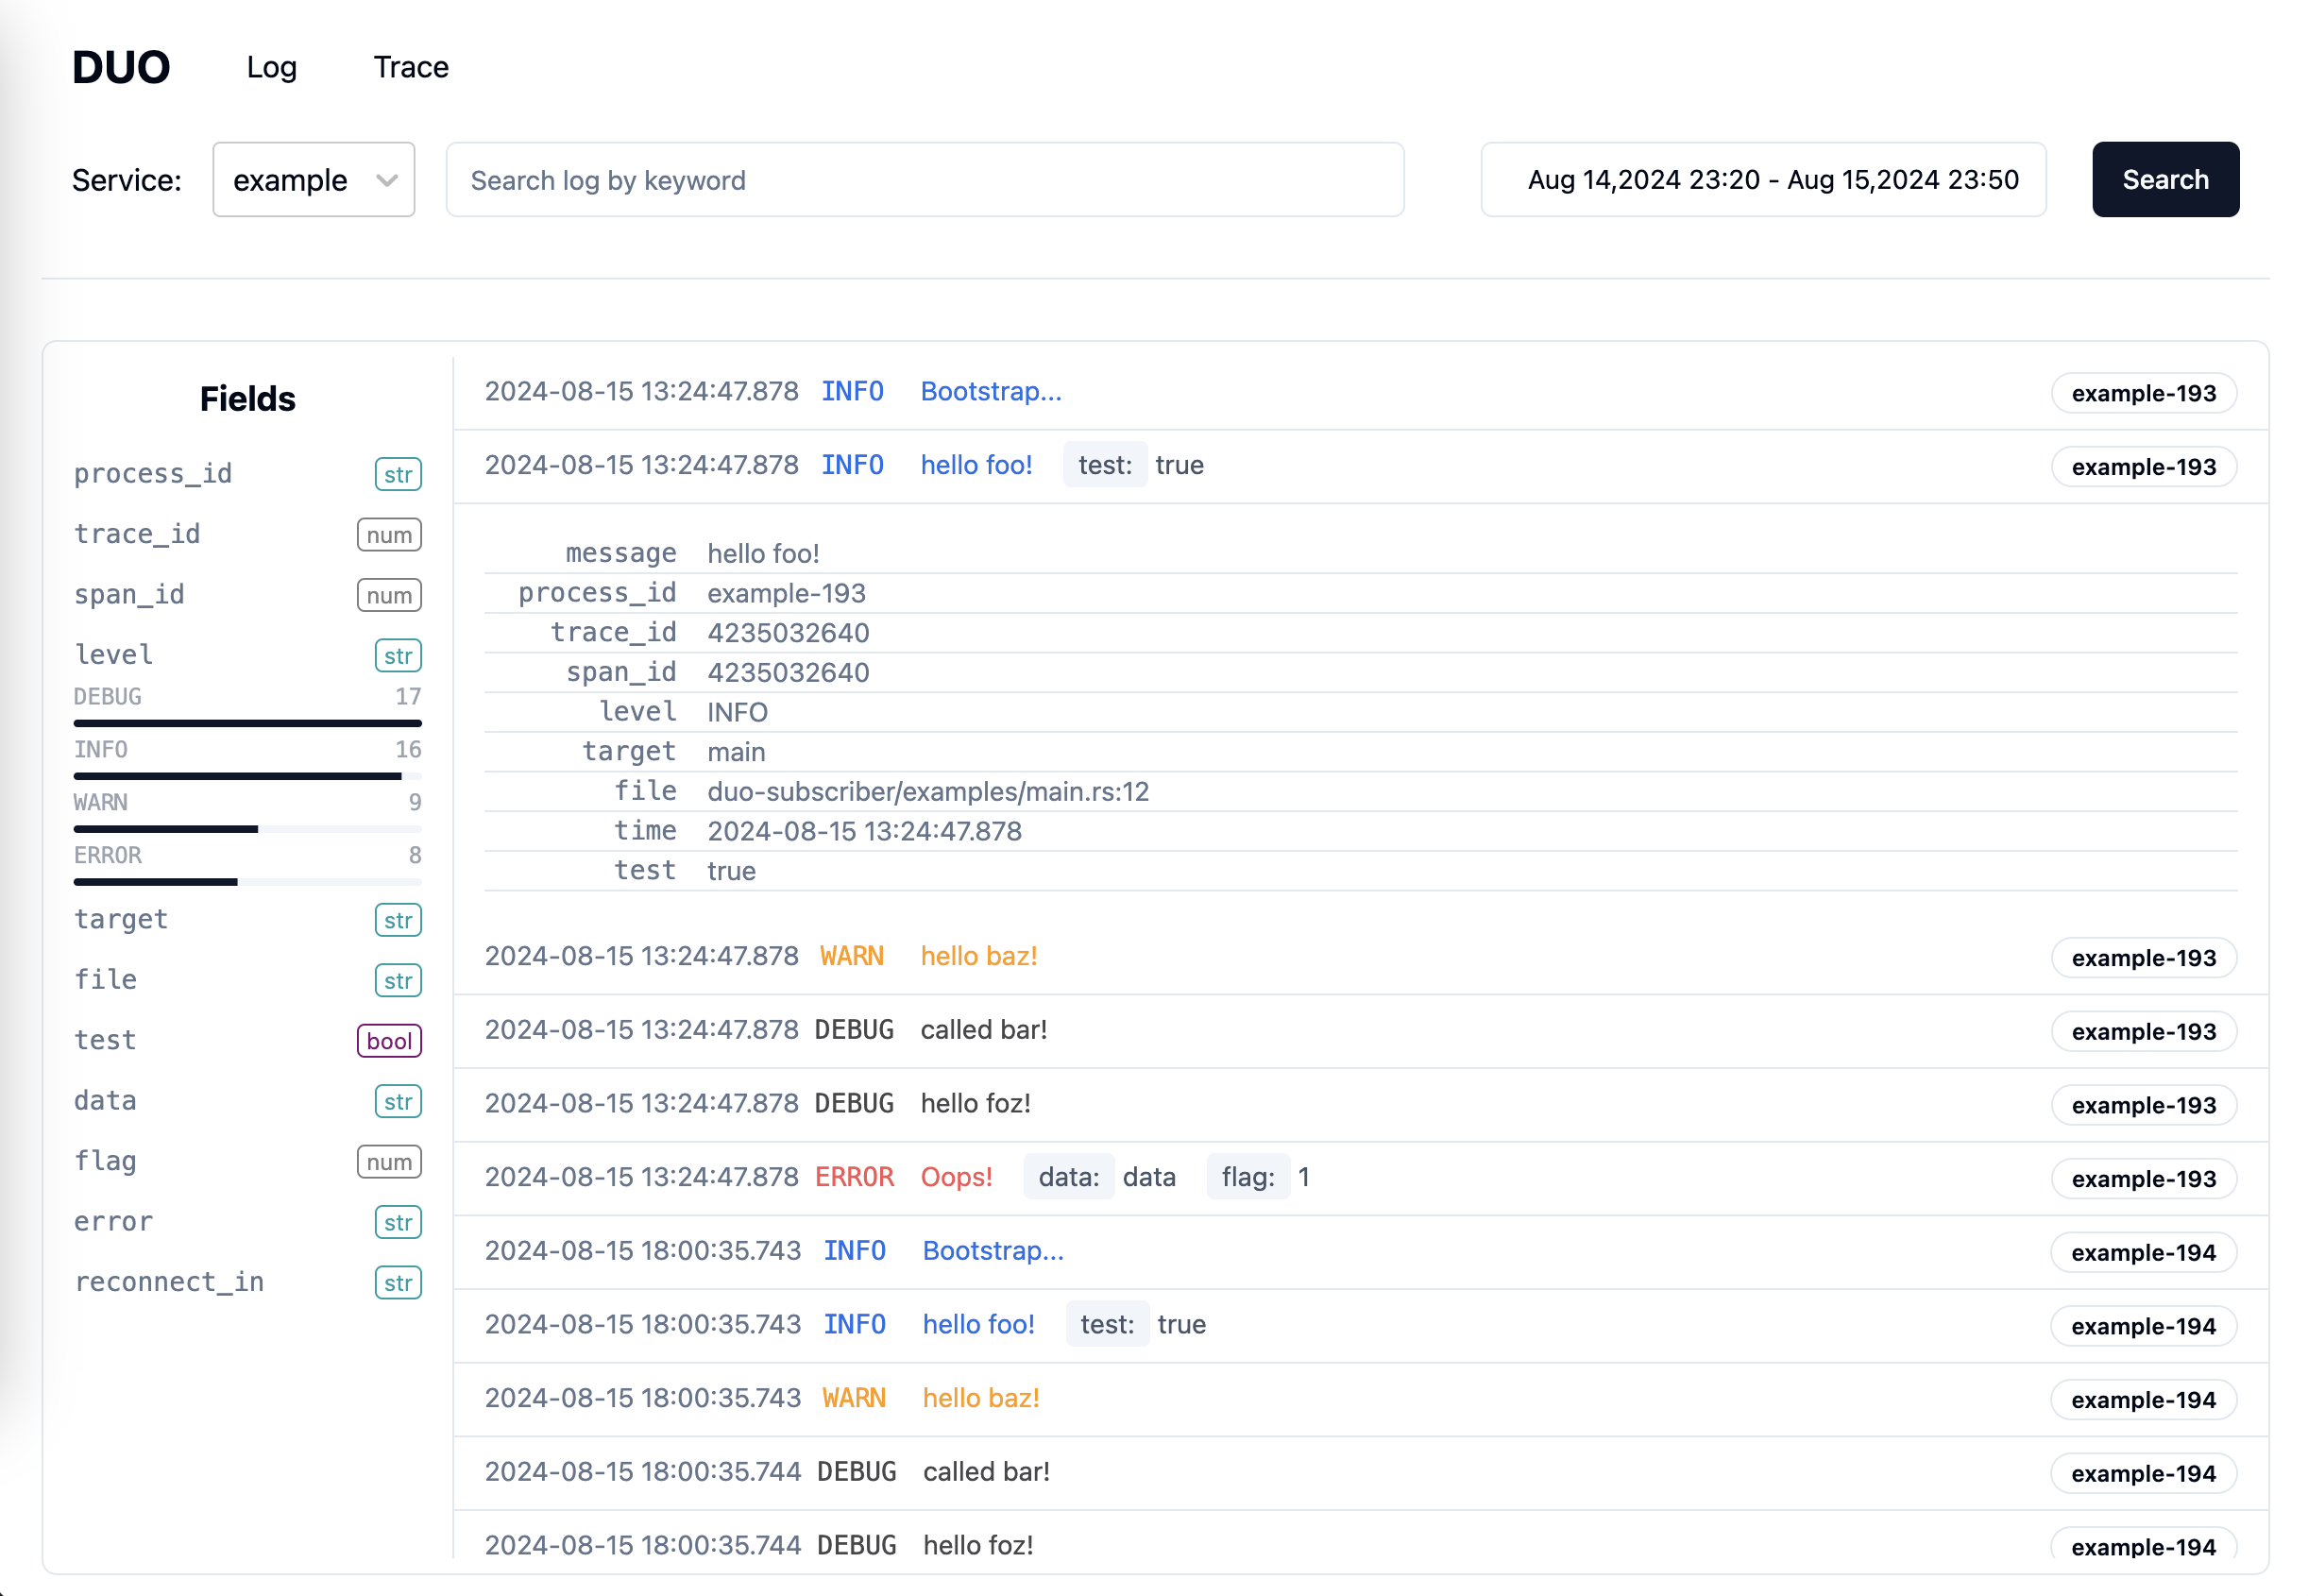 DUO Log Trace
Service: example Search log by keyword Aug 14,2024 23:20 - Aug 15,2024 23:50 Search
Fields
process_id str
trace_id num
span_id num
level str
DEBUG 17
INFO 16
WARN 9
ERROR 8
target str
file str
test bool
data str
flag num
error str
reconnect_in str
2024-08-15 13:24:47.878 INFO Bootstrap... example-193
2024-08-15 13:24:47.878 INFO hello foo! test: true example-193
message hello foo!
process_id example-193
trace_id 4235032640
span_id 4235032640
level INFO
target main
file duo-subscriber/examples/main.rs:12
time 2024-08-15 13:24:47.878
test true
2024-08-15 13:24:47.878 WARN hello baz! example-193
2024-08-15 13:24:47.878 DEBUG called bar! example-193
2024-08-15 13:24:47.878 DEBUG hello foz! example-193
2024-08-15 13:24:47.878 ERROR Oops! data: data flag: 1 example-193
2024-08-15 18:00:35.743 INFO Bootstrap... example-194
2024-08-15 18:00:35.743 INFO hello foo! test: true example-194
2024-08-15 18:00:35.743 WARN hello baz! example-194
2024-08-15 18:00:35.744 DEBUG called bar! example-194
2024-08-15 18:00:35.744 DEBUG hello foz! example-194